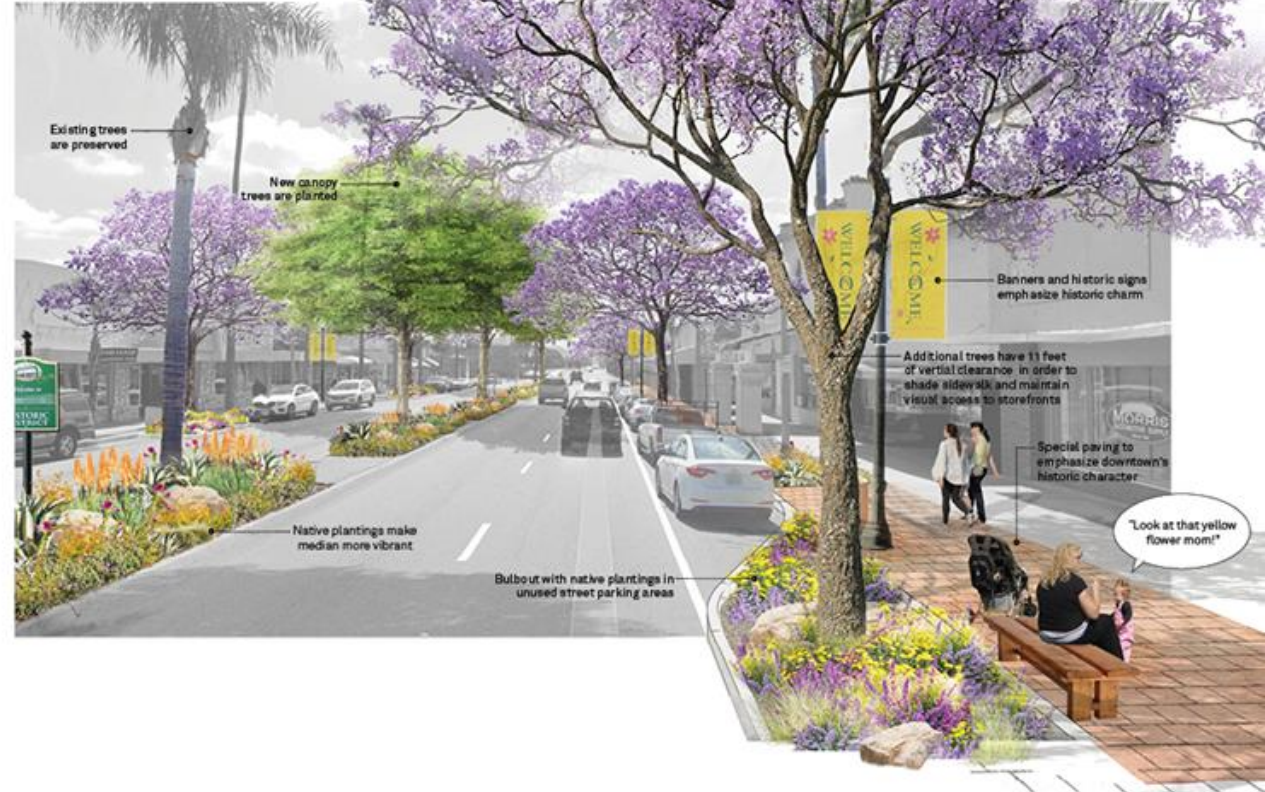 Existing trees
are preserved
New canopy
trees are planted
WELCOME
WELCOME
Banners and historic signs
emphasize historic charm
Additional trees have 11 feet
of vertial clearance in order to
shade sidewalk and maintain
visual access to storefronts
MORRIS
Special paving to
emphasize downtown's
historic character
"Look at that yellow
flower mom!"
Native plantings make
median more vibrant
Bulbout with native plantings in
unused street parking areas